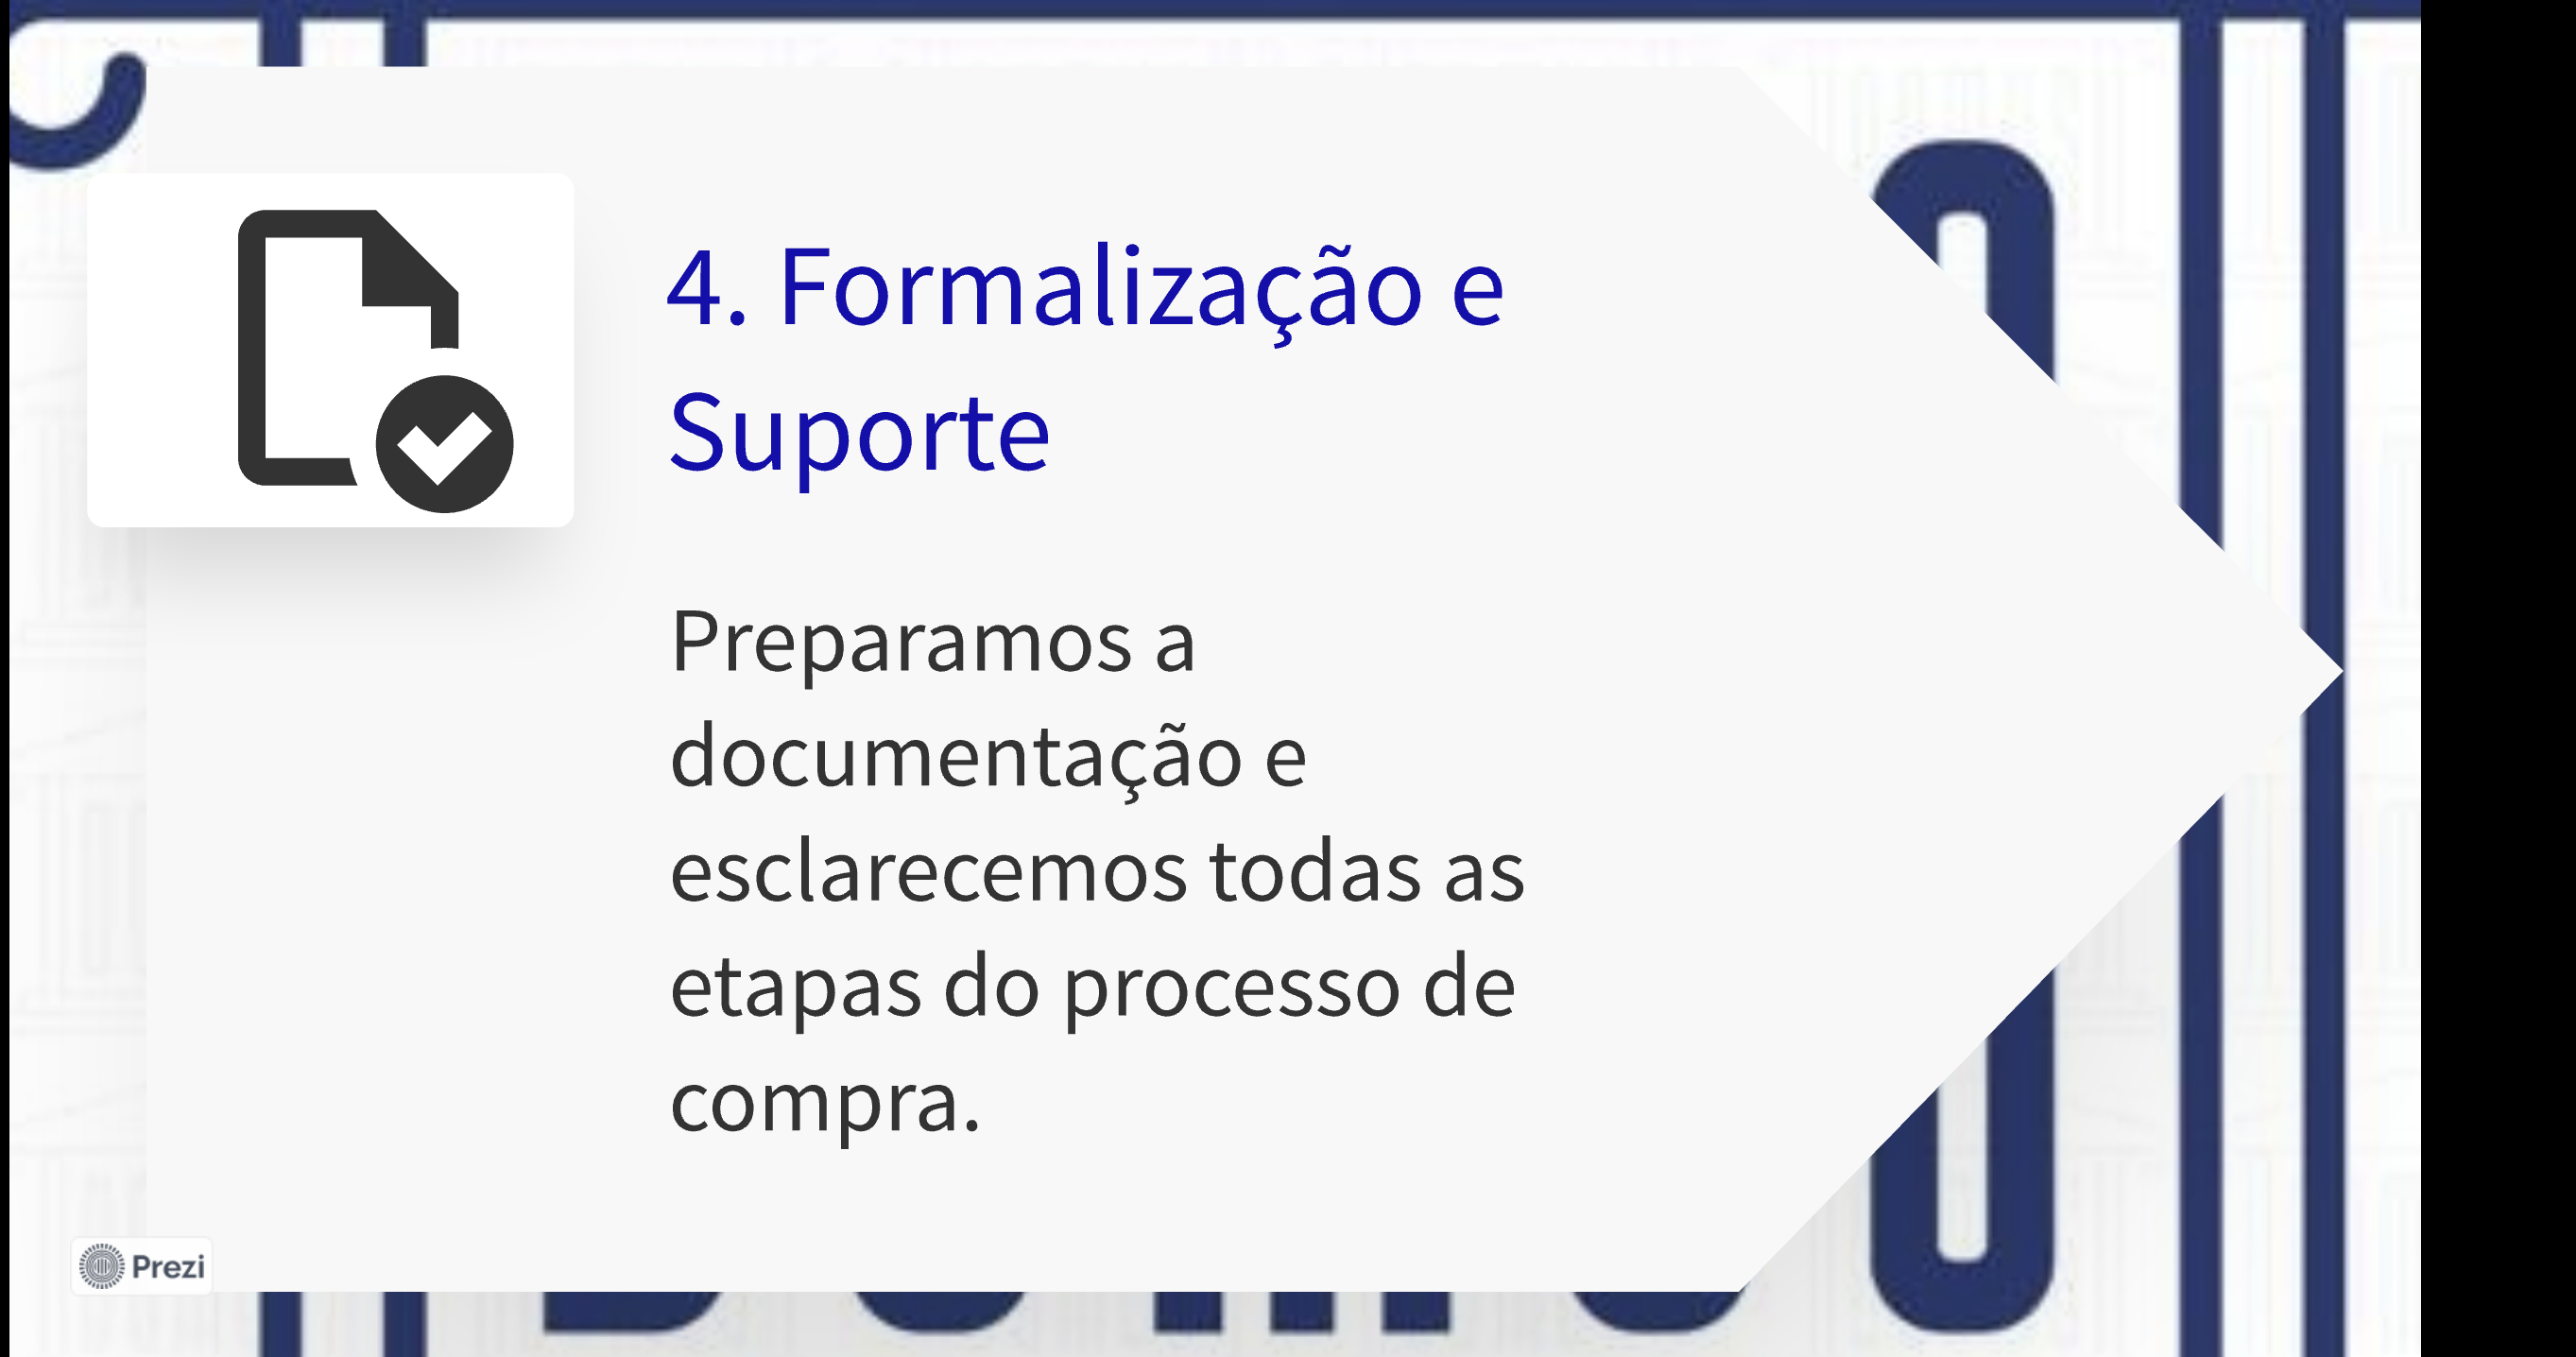 4. Formalização e
Suporte
Preparamos a
documentação e
esclarecemos todas as
etapas do processo de
compra.
Prezi